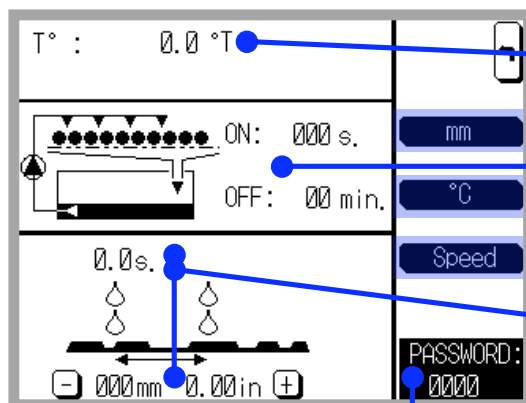 T° : 0.0 °T
ON: 000 s.
OFF: 00 min.
0.0s.
- 000mm 0.00in +
mm
°C
Speed
PASSWORD:
0000